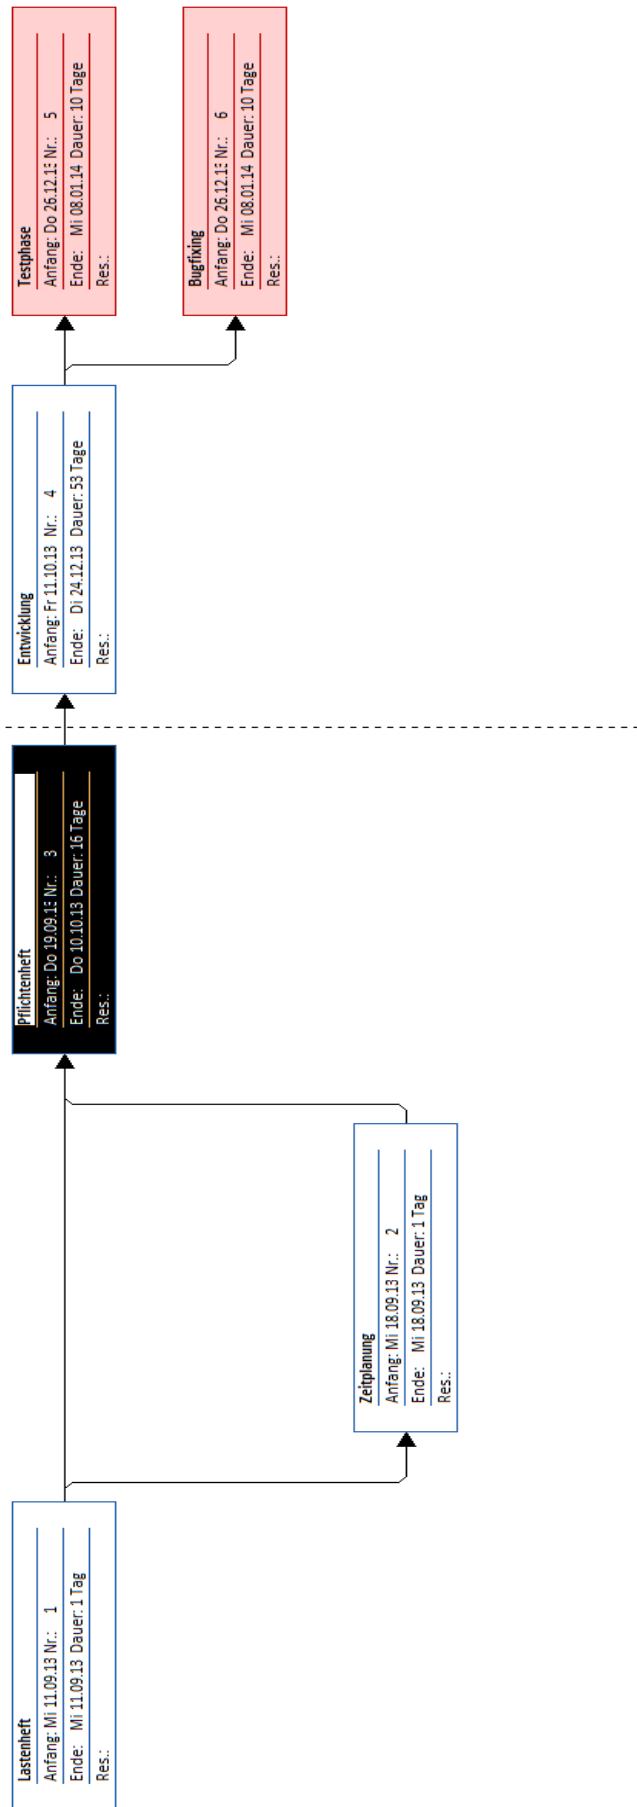 Lastenheft
Anfang: Mi 11.09.13 Nr.: 1
Ende: Mi 11.09.13 Dauer: 1 Tag
Res.:
Zeitplanung
Anfang: Mi 18.09.13 Nr.: 2
Ende: Mi 18.09.13 Dauer: 1 Tag
Res.:
Pflichtenheft
Anfang: Do 19.09.13 Nr.: 3
Ende: Do 10.10.13 Dauer: 16 Tage
Res.:
Entwicklung
Anfang: Fr 11.10.13 Nr.: 4
Ende: Di 24.12.13 Dauer: 53 Tage
Res.:
Testphase
Anfang: Do 26.12.13 Nr.: 5
Ende: Mi 08.01.14 Dauer: 10 Tage
Res.:
Bugfixing
Anfang: Do 26.12.13 Nr.: 6
Ende: Mi 08.01.14 Dauer: 10 Tage
Res.: